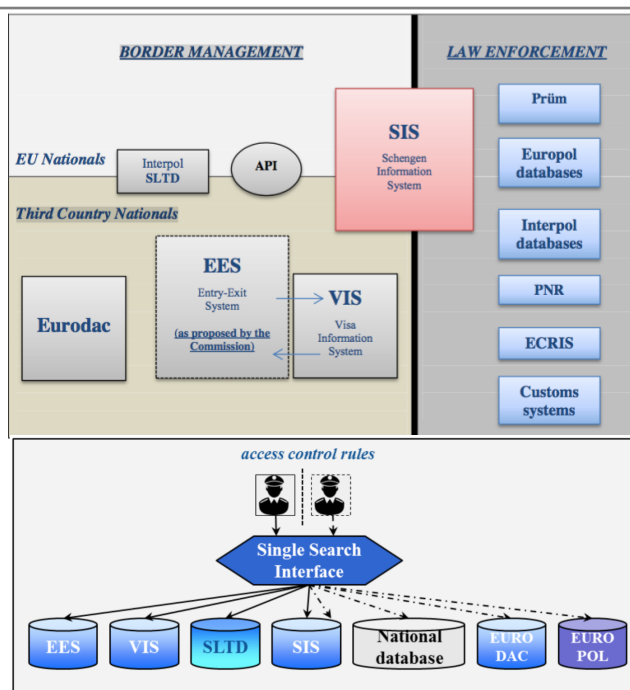 BORDER MANAGEMENT
LAW ENFORCEMENT
EU Nationals
Interpol
SLTD
API
SIS
Schengen
Information
System
Prüm
Europol
databases
Third Country Nationals
Eurodac
EES
Entry-Exit
System
(as proposed by the
Commission)
VIS
Visa
Information
System
Interpol
databases
PNR
ECRIS
Customs
systems
access control rules
Single Search
Interface
EES
VIS
SLTD
SIS
National
database
EURO
DAC
EURO
POL